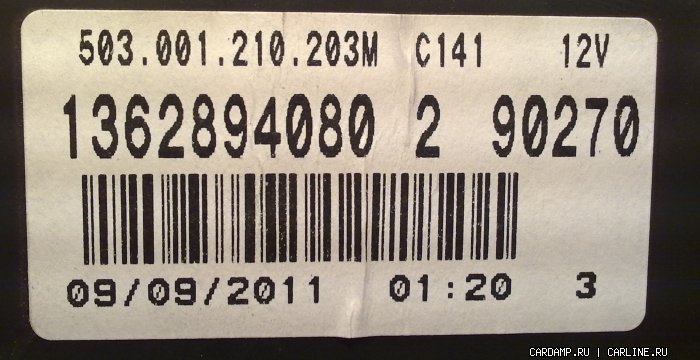 503.001.210.203M C141 12V
1362894080 2 90270
09/09/2011 01:20 3
CARDAMP.RU | CARLINE.RU